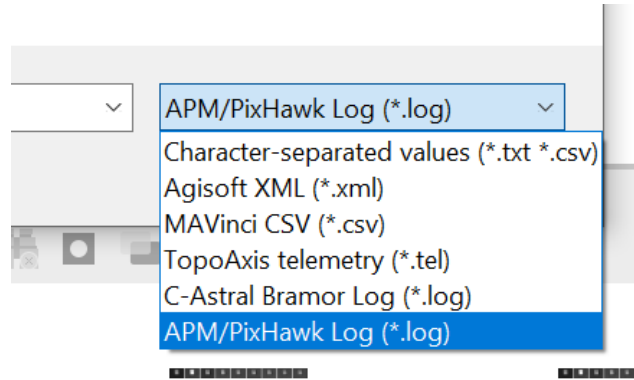 APM/PixHawk Log (*.log)
Character-separated values (*.txt *.csv)
Agisoft XML (*.xml)
MAVinci CSV (*.csv)
TopoAxis telemetry (*.tel)
C-Astral Bramor Log (*.log)
APM/PixHawk Log (*.log)